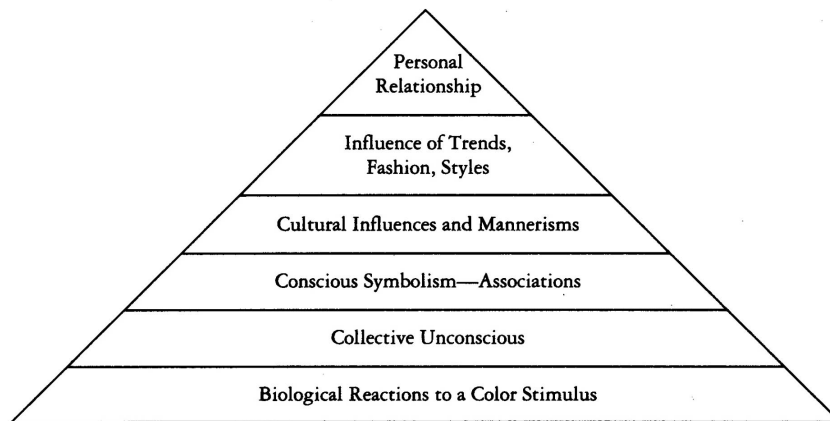 Personal
Relationship
Influence of Trends,
Fashion, Styles
Cultural Influences and Mannerisms
Conscious Symbolism—Associations
Collective Unconscious
Biological Reactions to a Color Stimulus